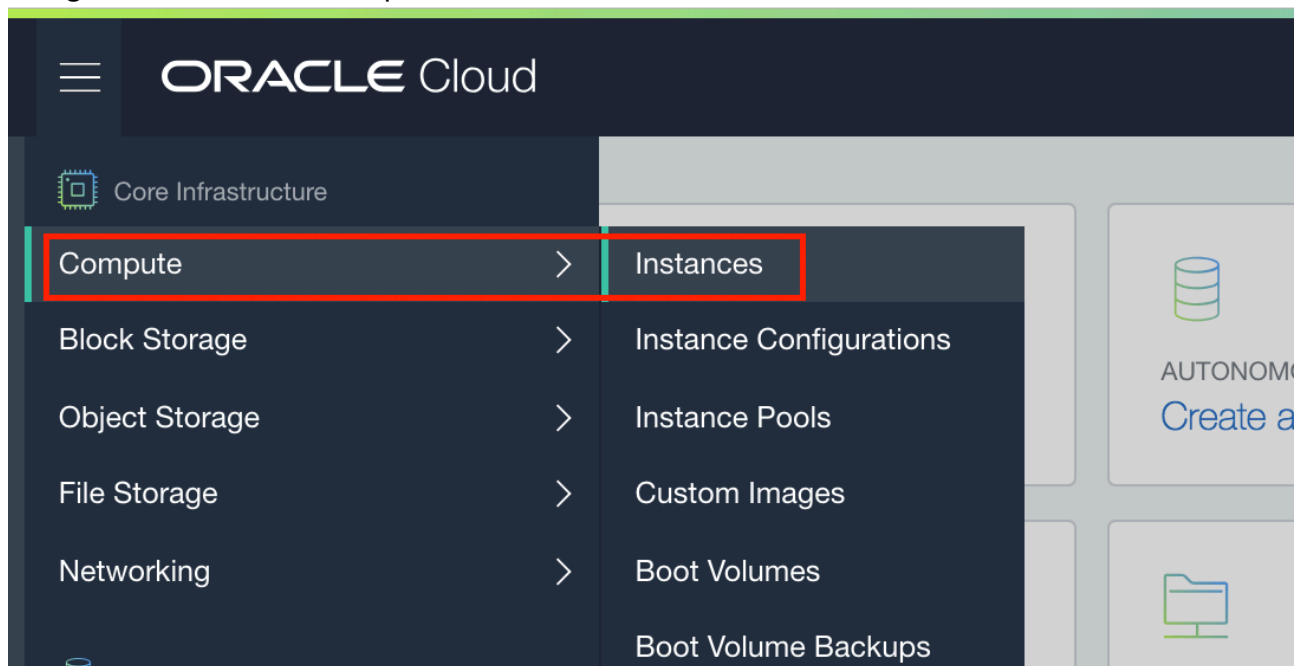 ORACLE Cloud
Core Infrastructure
Compute
Instances
Block Storage
Instance Configurations
Object Storage
Instance Pools
File Storage
Custom Images
Networking
Boot Volumes
Boot Volume Backups
Create a